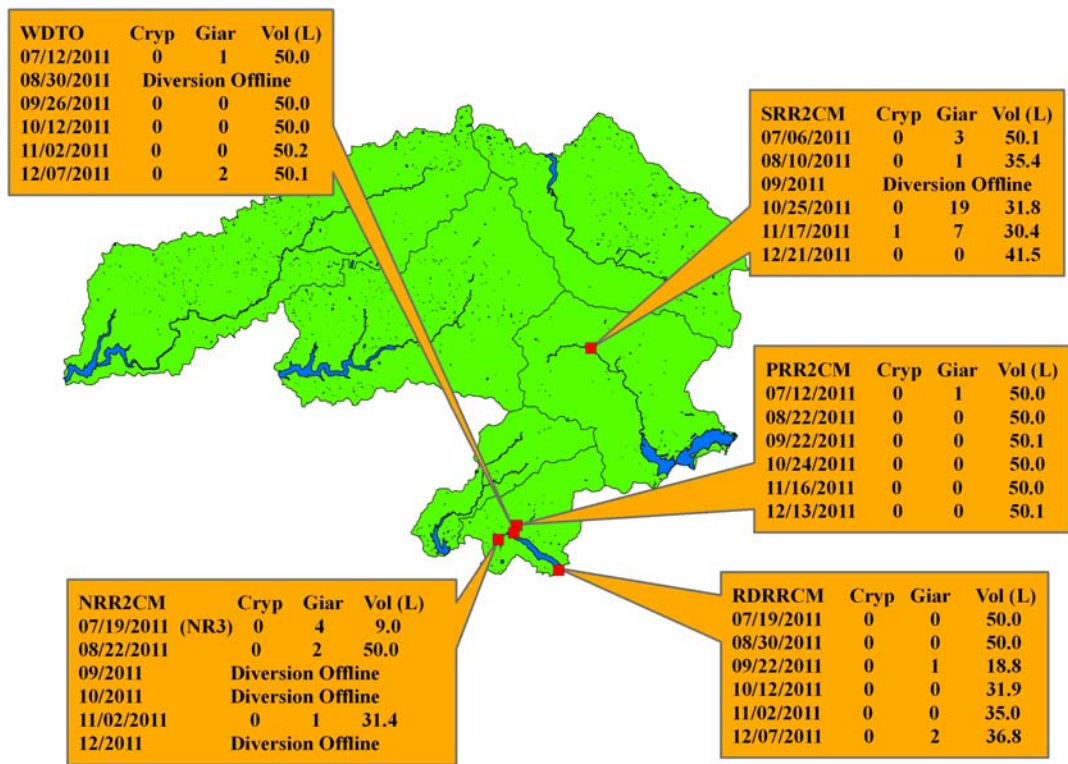 WDTO Cryp Giar Vol (L)
07/12/2011 0 1 50.0
08/30/2011 Diversion Offline
09/26/2011 0 0 50.0
10/12/2011 0 0 50.0
11/02/2011 0 0 50.2
12/07/2011 0 2 50.1
SRR2CM Cryp Giar Vol (L)
07/06/2011 0 3 50.1
08/10/2011 0 1 35.4
09/2011 Diversion Offline
10/25/2011 0 19 31.8
11/17/2011 1 7 30.4
12/21/2011 0 0 41.5
PRR2CM Cryp Giar Vol (L)
07/12/2011 0 1 50.0
08/22/2011 0 0 50.0
09/22/2011 0 0 50.1
10/24/2011 0 0 50.0
11/16/2011 0 0 50.0
12/13/2011 0 0 50.1
NRR2CM Cryp Giar Vol (L)
07/19/2011 (NR3) 0 4 9.0
08/22/2011 0 2 50.0
09/2011 Diversion Offline
10/2011 Diversion Offline
11/02/2011 0 1 31.4
12/2011 Diversion Offline
RDRRCM Cryp Giar Vol (L)
07/19/2011 0 0 50.0
08/30/2011 0 0 50.0
09/22/2011 0 1 18.8
10/12/2011 0 0 31.9
11/02/2011 0 0 35.0
12/07/2011 0 2 36.8